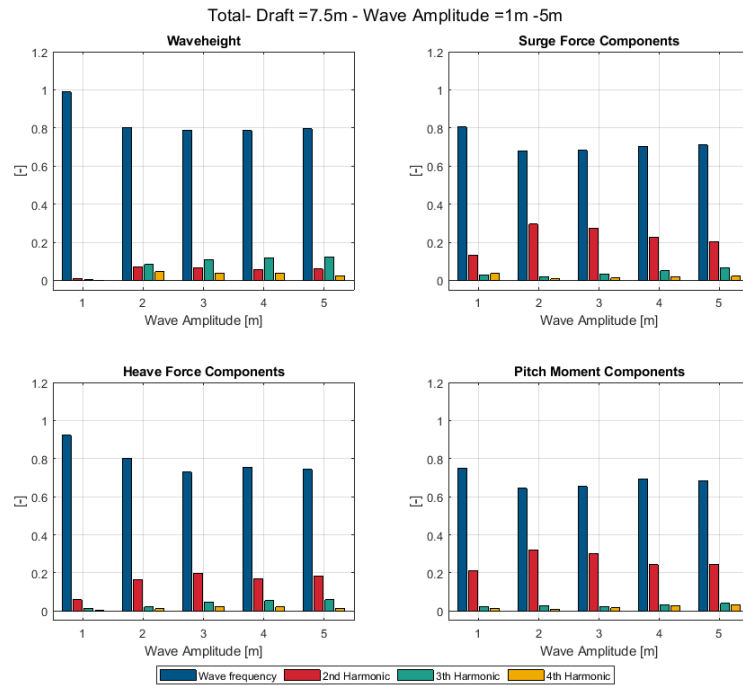 Total- Draft =7.5m - Wave Amplitude =1m -5m
Waveheight
1.2
1
0.8
0.6
0.4
0.2
0
[-]
1 2 3 4 5
Wave Amplitude [m]
Surge Force Components
1.2
1
0.8
0.6
0.4
0.2
0
[-]
1 2 3 4 5
Wave Amplitude [m]
Heave Force Components
1.2
1
0.8
0.6
0.4
0.2
0
[-]
1 2 3 4 5
Wave Amplitude [m]
Pitch Moment Components
1.2
1
0.8
0.6
0.4
0.2
0
[-]
1 2 3 4 5
Wave Amplitude [m]
Wave frequency 2nd Harmonic 3th Harmonic 4th Harmonic